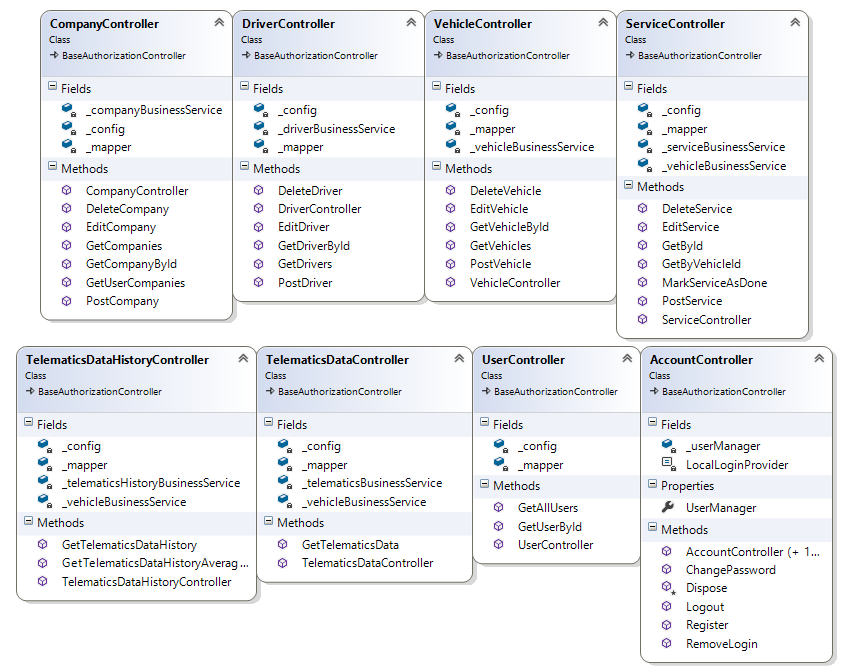 CompanyController
Class
BaseAuthorizationController
Fields
_companyBusinessService
_config
_mapper
Methods
CompanyController
DeleteCompany
EditCompany
GetCompanies
GetCompanyById
GetUserCompanies
PostCompany
DriverController
Class
BaseAuthorizationController
Fields
_config
_driverBusinessService
_mapper
Methods
DeleteDriver
DriverController
EditDriver
GetDriverById
GetDrivers
PostDriver
VehicleController
Class
BaseAuthorizationController
Fields
_config
_mapper
_vehicleBusinessService
Methods
DeleteVehicle
EditVehicle
GetVehicleById
GetVehicles
PostVehicle
VehicleController
ServiceController
Class
BaseAuthorizationController
Fields
_config
_mapper
_serviceBusinessService
_vehicleBusinessService
Methods
DeleteService
EditService
GetById
GetByVehicleId
MarkServiceAsDone
PostService
ServiceController
TelematicsDataHistoryController
Class
BaseAuthorizationController
Fields
_config
_mapper
_telematicsHistoryBusinessService
_vehicleBusinessService
Methods
GetTelematicsDataHistory
GetTelematicsDataHistoryAverag...
TelematicsDataHistoryController
TelematicsDataController
Class
BaseAuthorizationController
Fields
_config
_mapper
_telematicsBusinessService
_vehicleBusinessService
Methods
GetTelematicsData
TelematicsDataController
UserController
Class
BaseAuthorizationController
Fields
_config
_mapper
Methods
GetAllUsers
GetUserById
UserController
AccountController
Class
BaseAuthorizationController
Fields
_userManager
LocalLoginProvider
Properties
UserManager
Methods
AccountController (+ 1...
ChangePassword
Dispose
Logout
Register
RemoveLogin